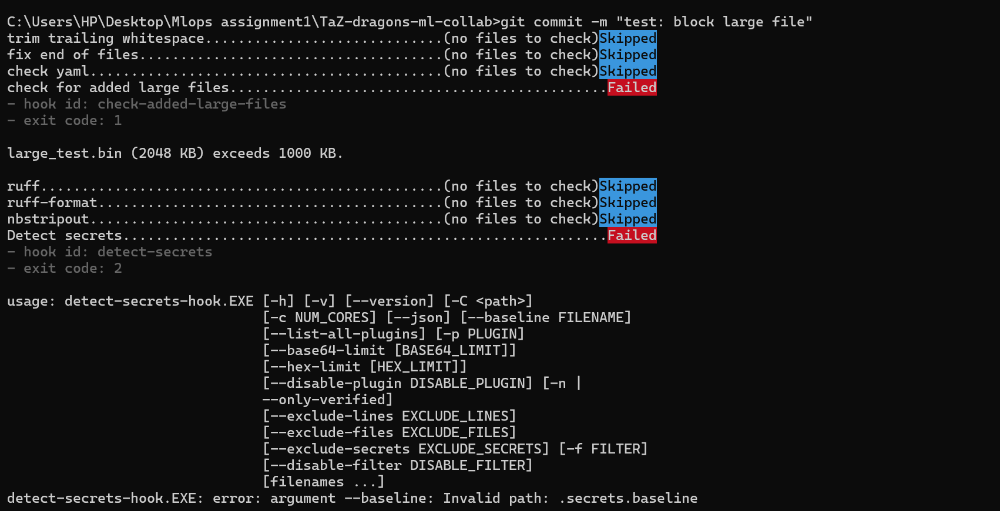 C:\Users\HP\Desktop\Mlops assignment1\TaZ-dragons-ml-collab>git commit -m "test: block large file"
trim trailing whitespace.............................(no files to check)Skipped
fix end of files.....................................(no files to check)Skipped
check yaml...........................................(no files to check)Skipped
check for added large files..............................................Failed
- hook id: check-added-large-files
- exit code: 1

large_test.bin (2048 KB) exceeds 1000 KB.

ruff.................................................(no files to check)Skipped
ruff-format..........................................(no files to check)Skipped
nbstripout...........................................(no files to check)Skipped
Detect secrets...........................................................Failed
- hook id: detect-secrets
- exit code: 2

usage: detect-secrets-hook.EXE [-h] [-v] [--version] [-C <path>]
                               [-c NUM_CORES] [--json] [--baseline FILENAME]
                               [--list-all-plugins] [-p PLUGIN]
                               [--base64-limit [BASE64_LIMIT]]
                               [--hex-limit [HEX_LIMIT]]
                               [--disable-plugin DISABLE_PLUGIN] [-n |
                               --only-verified]
                               [--exclude-lines EXCLUDE_LINES]
                               [--exclude-files EXCLUDE_FILES]
                               [--exclude-secrets EXCLUDE_SECRETS] [-f FILTER]
                               [--disable-filter DISABLE_FILTER]
                               [filenames ...]
detect-secrets-hook.EXE: error: argument --baseline: Invalid path: .secrets.baseline